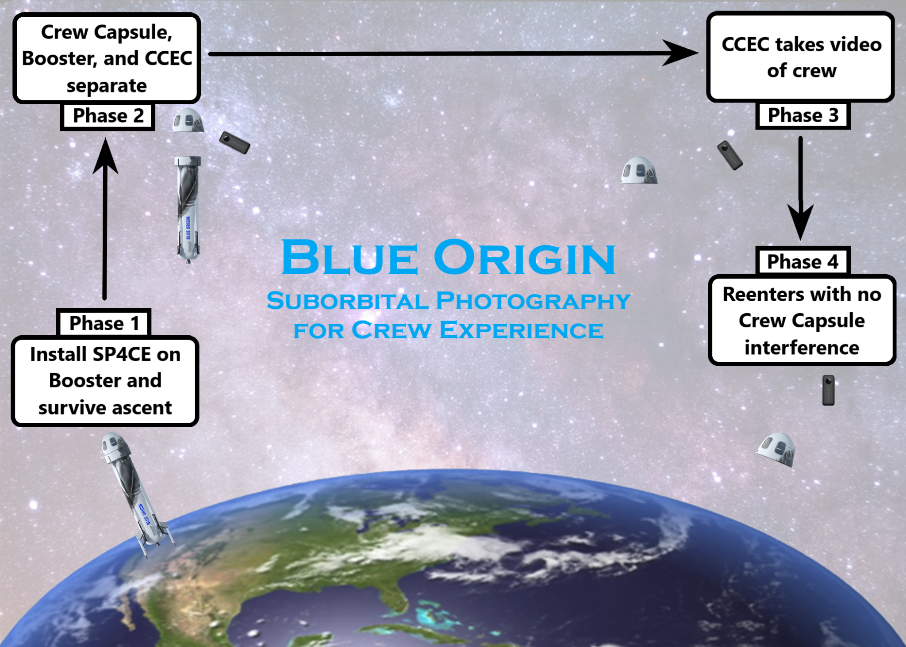 Crew Capsule,
Booster, and CCEC
separate
Phase 2
CCEC takes video
of crew
Phase 3
Blue Origin
Suborbital Photography
for Crew Experience
Phase 4
Reenters with no
Crew Capsule
interference
Phase 1
Install SP4CE on
Booster and
survive ascent